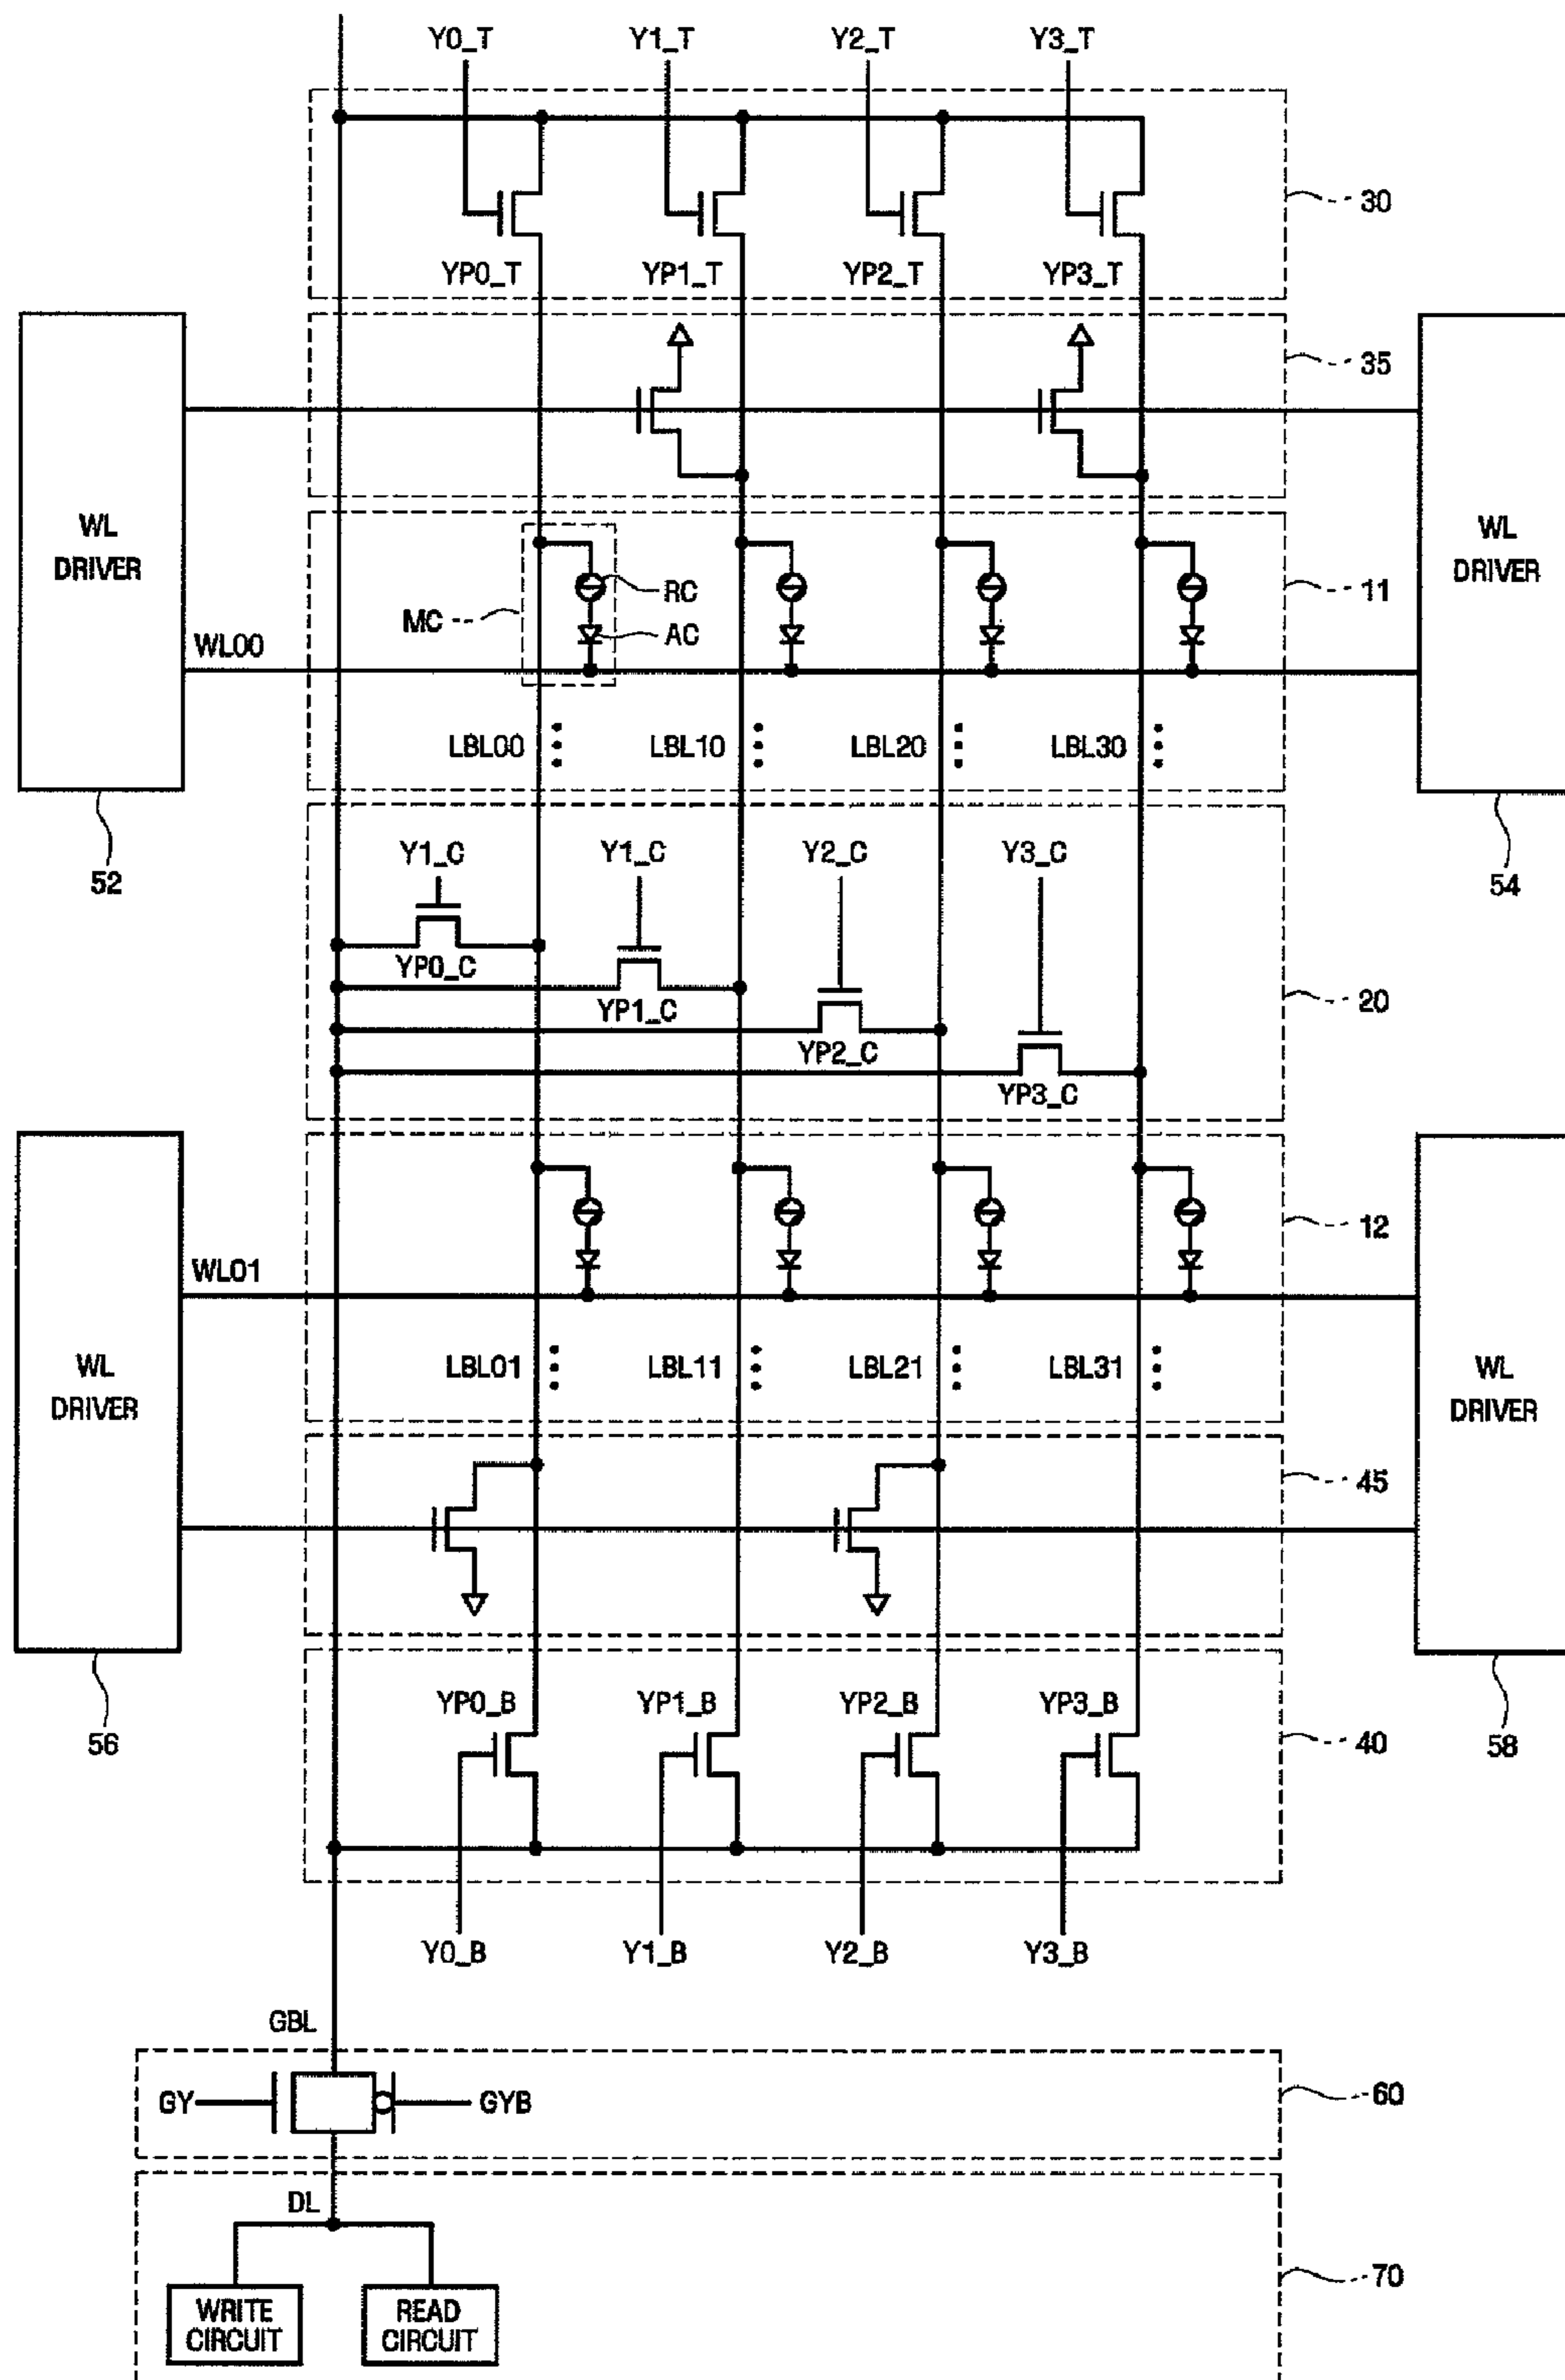 Y0_T Y1_T Y2_T Y3_T
30
YP0_T YP1_T YP2_T YP3_T
35
WL
DRIVER
WL
DRIVER
11
MC RC
AC
WL00
LBL00 LBL10 LBL20 LBL30
52
54
Y1_C Y1_C Y2_C Y3_C
YP0_C
YP1_C
20
YP2_C
YP3_C
12
WL01
WL
DRIVER
WL
DRIVER
LBL01 LBL11 LBL21 LBL31
45
YP0_B YP1_B YP2_B YP3_B
56
58
40
Y0_B Y1_B Y2_B Y3_B
GBL
GY GYB
60
DL
70
WRITE
CIRCUIT
READ
CIRCUIT